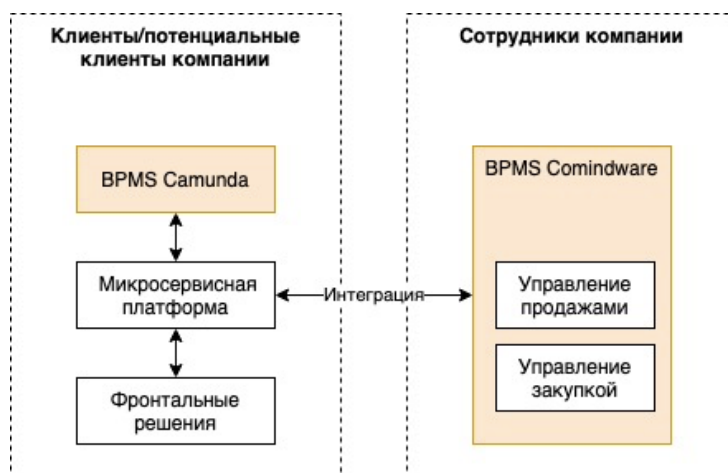 Клиенты/потенциальные
клиенты компании
BPMS Camunda
Микросервисная
платформа
Фронтальные
решения
Интеграция
Сотрудники компании
BPMS Comindware
Управление
продажами
Управление
закупкой